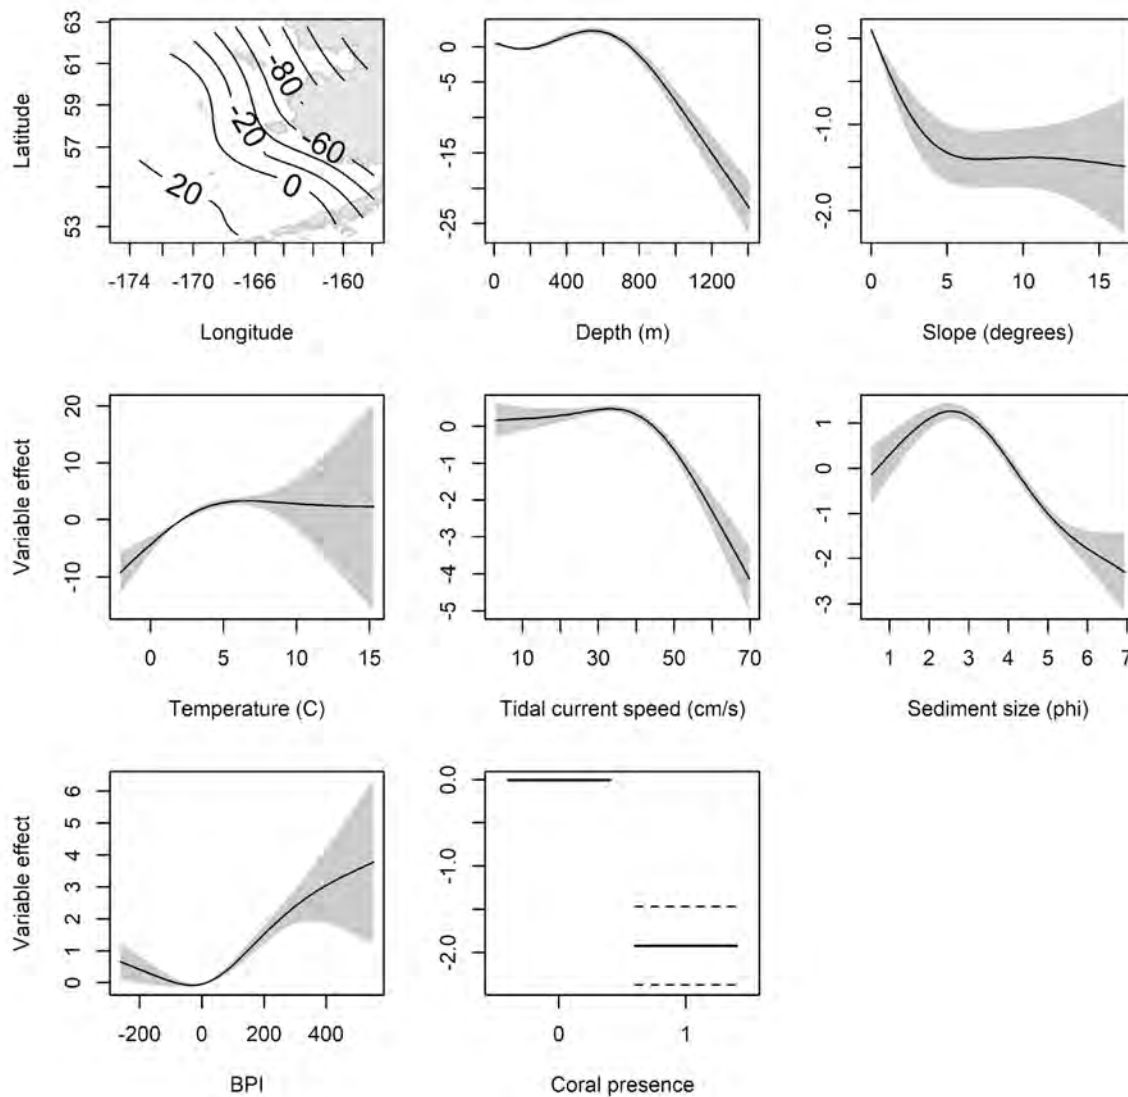 Latitude
63
61
59
57
53
-80
-20
-60
20
0
-174 -170 -166 -160
Longitude
0
-5
-15
-25
0 400 800 1200
Depth (m)
0.0
-1.0
-2.0
0 5 10 15
Slope (degrees)
Variable effect
20
10
0
-10
0 5 10 15
Temperature (C)
0
-1
-2
-3
-4
-5
10 30 50 70
Tidal current speed (cm/s)
1
0
-1
-2
-3
1 2 3 4 5 6 7
Sediment size (phi)
Variable effect
6
5
4
3
2
1
0
-200 0 200 400
BPI
0.0
-1.0
-2.0
0 1
Coral presence